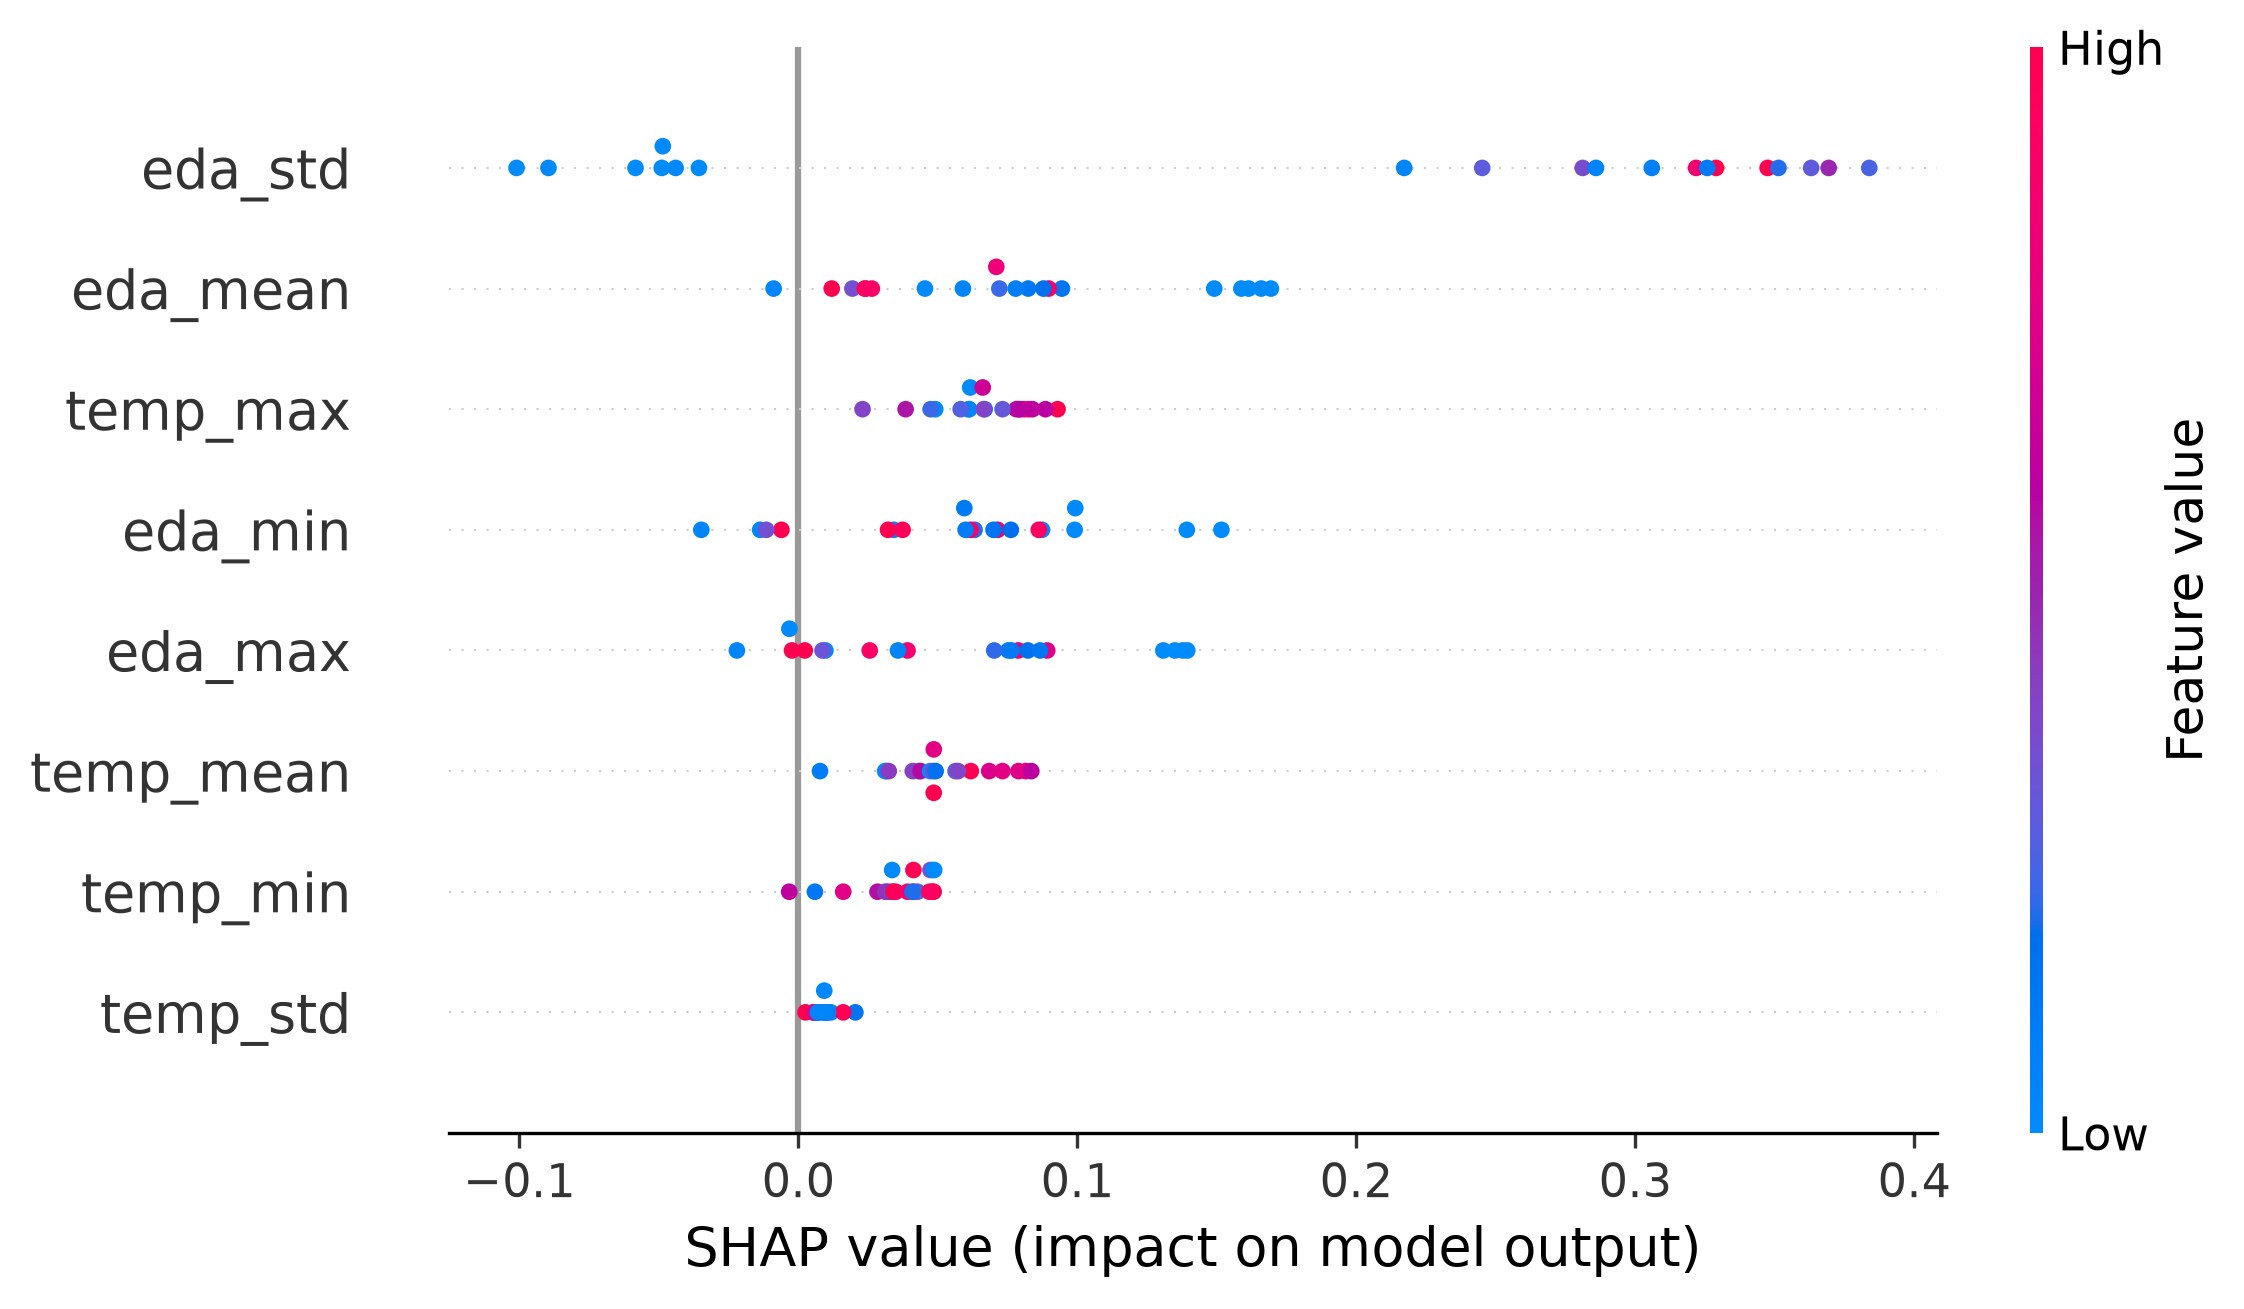 High
eda_std
eda_mean
temp_max
eda_min
eda_max
temp_mean
temp_min
temp_std
Feature value
Low
−0.1 0.0 0.1 0.2 0.3 0.4
SHAP value (impact on model output)